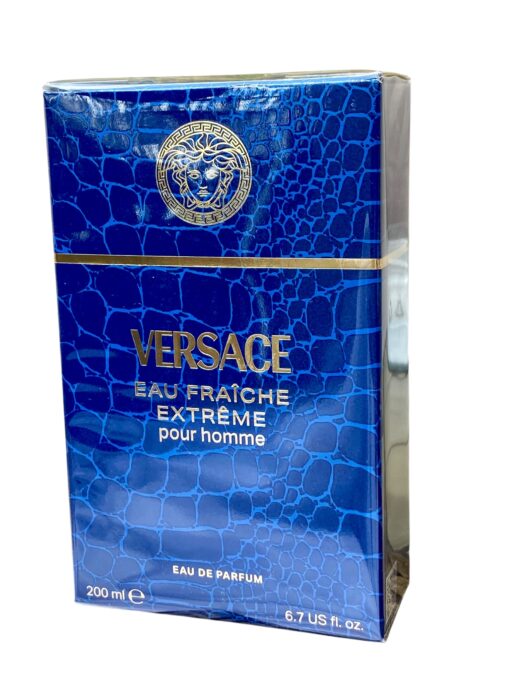 VERSACE
EAU FRAÎCHE
EXTRÊME
pour homme
EAU DE PARFUM
200 ml ℮
6.7 US fl. oz.